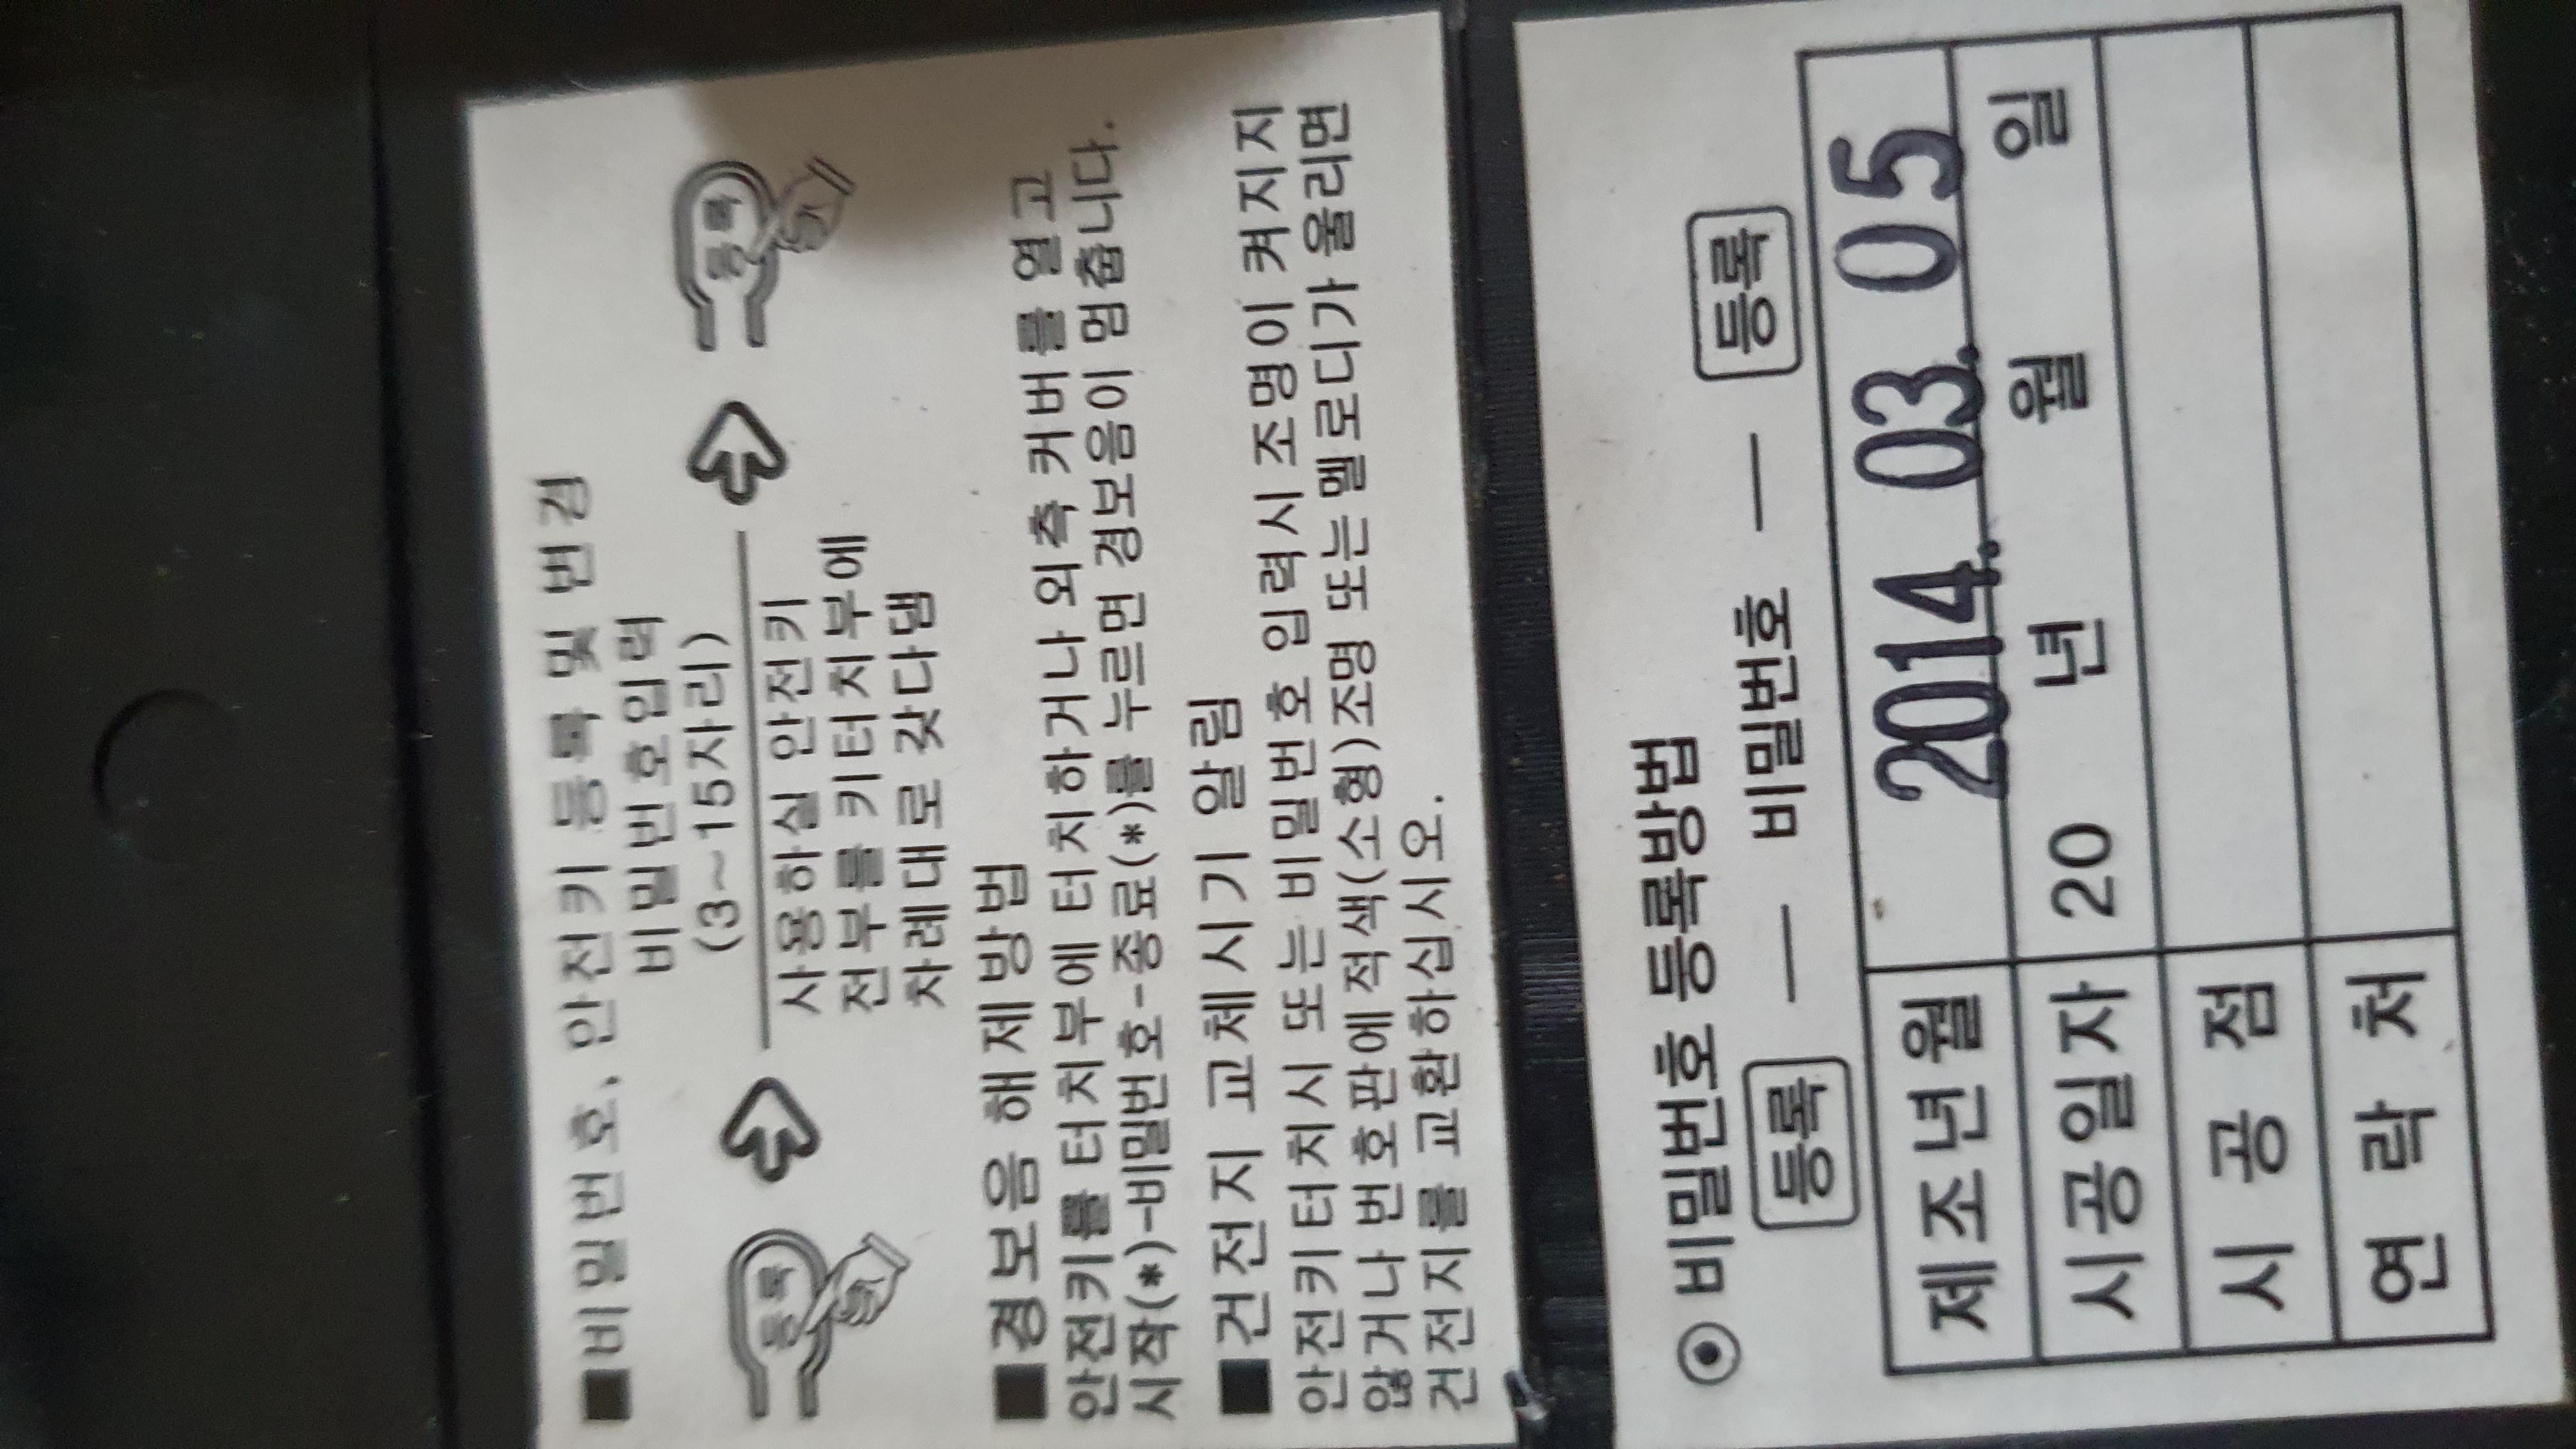 ■비밀번호, 안전키 등록 및 변경
비밀번호입력
(3~15자리)
등록
사용하실 안전키
전부를 키터치부에
차례대로 갖다댐
등록
■경보음 해제방법
안전키를 터치부에 터치하거나 외측 커버를 열고
시작(*)-비밀번호-종료(*)를 누르면 경보음이 멈춥니다.
■건전지 교체시기 알림
안전키터치시 또는 비밀번호 입력시 조명이 켜지지
않거나 번호판에 적색(소형)조명 또는 멜로디가 울리면
건전지를 교환하십시오.
⦿ 비밀번호 등록방법
등록 — 비밀번호 — 등록
제조년월 2014. 03. 05
시공일자 20 년 월 일
시 공 점
연 락 처